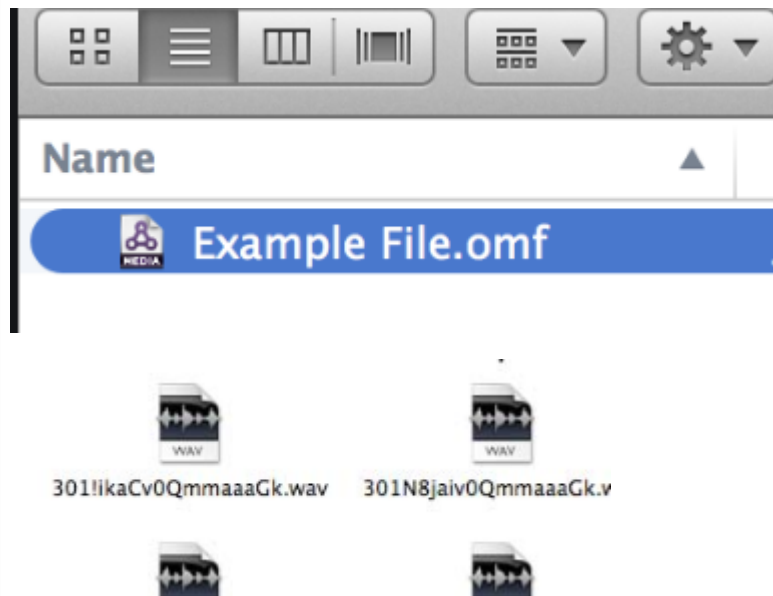 Name
MEDIA
Example File.omf
WAV
WAV
301!ikaCv0QmmaaaGk.wav
301N8jaiv0QmmaaaGk.w